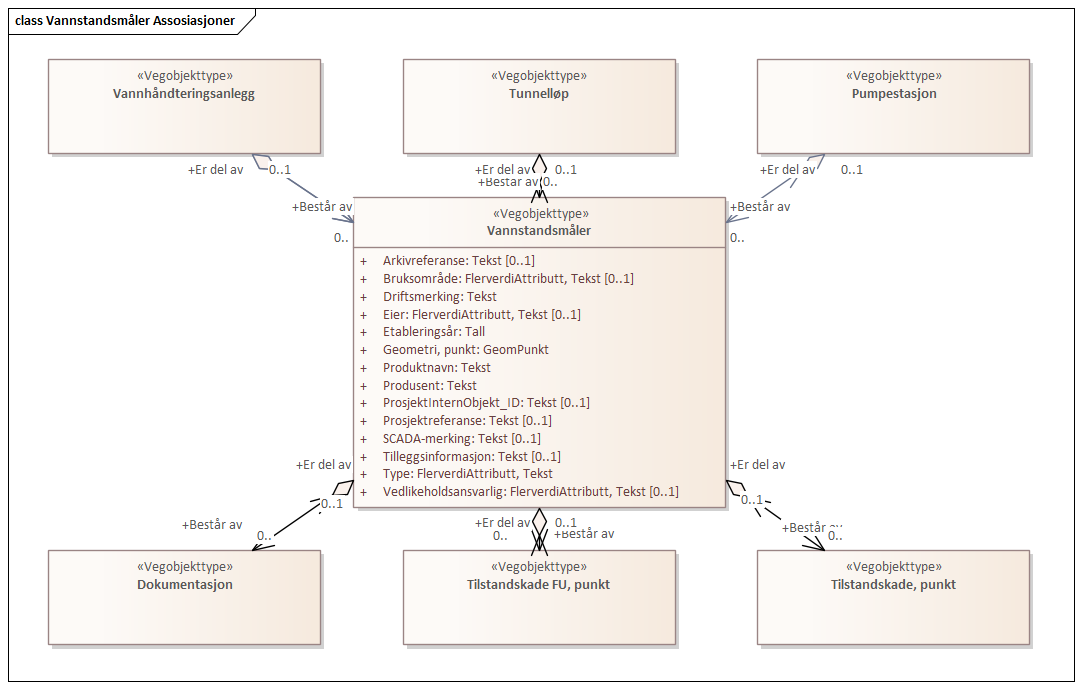 class Vannstandsmåler Assosiasjoner
«Vegobjekttype»
Vannhåndteringsanlegg
«Vegobjekttype»
Tunnelløp
«Vegobjekttype»
Pumpestasjon
+Er del av
0..1
+Er del av
0..1
+Består av
0..
+Er del av
0..1
+Består av
0..
+Består av
0..
«Vegobjekttype»
Vannstandsmåler
+ Arkivreferanse: Tekst [0..1]
+ Bruksområde: FlerverdiAttributt, Tekst [0..1]
+ Driftsmerking: Tekst
+ Eier: FlerverdiAttributt, Tekst [0..1]
+ Etableringsår: Tall
+ Geometri, punkt: GeomPunkt
+ Produktnavn: Tekst
+ Produsent: Tekst
+ ProsjektInternObjekt_ID: Tekst [0..1]
+ Prosjektreferanse: Tekst [0..1]
+ SCADA-merking: Tekst [0..1]
+ Tilleggsinformasjon: Tekst [0..1]
+ Type: FlerverdiAttributt, Tekst
+ Vedlikeholdsansvarlig: FlerverdiAttributt, Tekst [0..1]
+Er del av
0..1
+Består av
0..
+Er del av
0..1
0..
+Består av
+Er del av
0..1
+Består av
0..
«Vegobjekttype»
Dokumentasjon
«Vegobjekttype»
Tilstandskade FU, punkt
«Vegobjekttype»
Tilstandskade, punkt